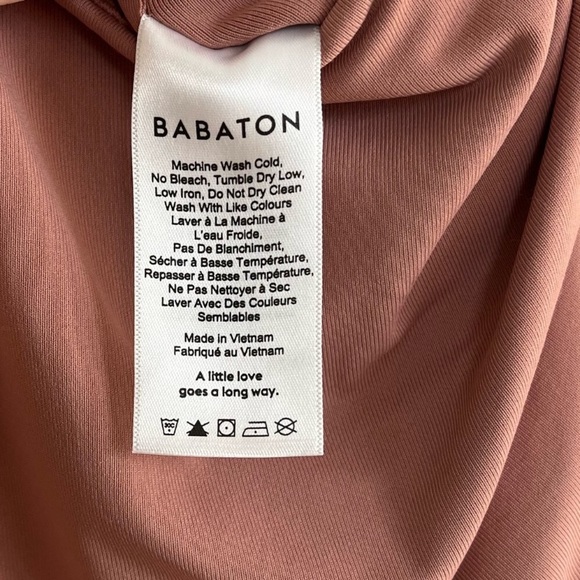 BABATON
Machine Wash Cold,
No Bleach, Tumble Dry Low,
Low Iron, Do Not Dry Clean
Wash With Like Colours
Laver à La Machine à
L'eau Froide,
Pas De Blanchiment,
Sécher à Basse Température,
Repasser à Basse Température,
Ne Pas Nettoyer à Sec
Laver Avec Des Couleurs
Semblables
Made in Vietnam
Fabriqué au Vietnam
A little love
goes a long way.
30C